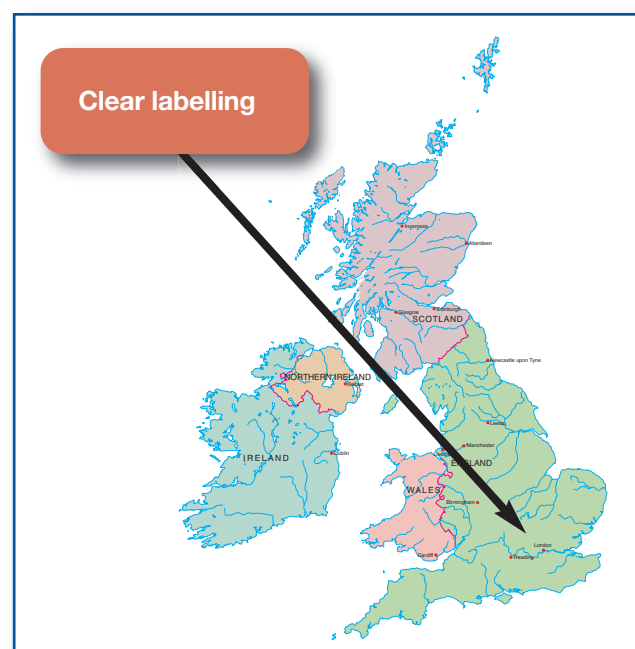 Clear labelling
Inverness
Aberdeen
Glasgow
Edinburgh
SCOTLAND
Newcastle upon Tyne
NORTHERN IRELAND
Belfast
Leeds
Manchester
Dublin
IRELAND
ENGLAND
WALES
Birmingham
London
Cardiff
Reading